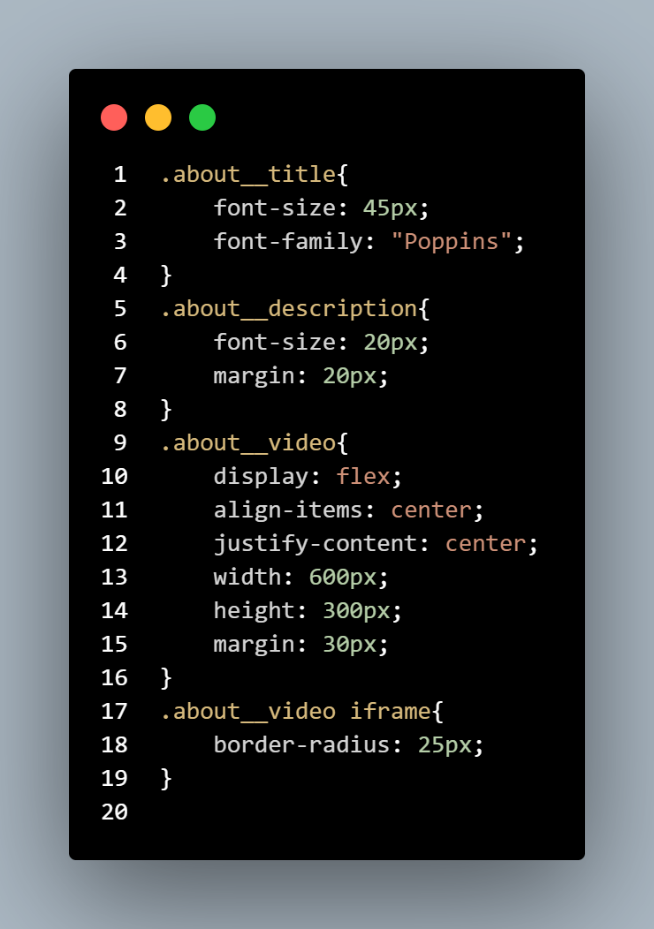 1 .about__title{
2     font-size: 45px;
3     font-family: "Poppins";
4 }
5 .about__description{
6     font-size: 20px;
7     margin: 20px;
8 }
9 .about__video{
10     display: flex;
11     align-items: center;
12     justify-content: center;
13     width: 600px;
14     height: 300px;
15     margin: 30px;
16 }
17 .about__video iframe{
18     border-radius: 25px;
19 }
20